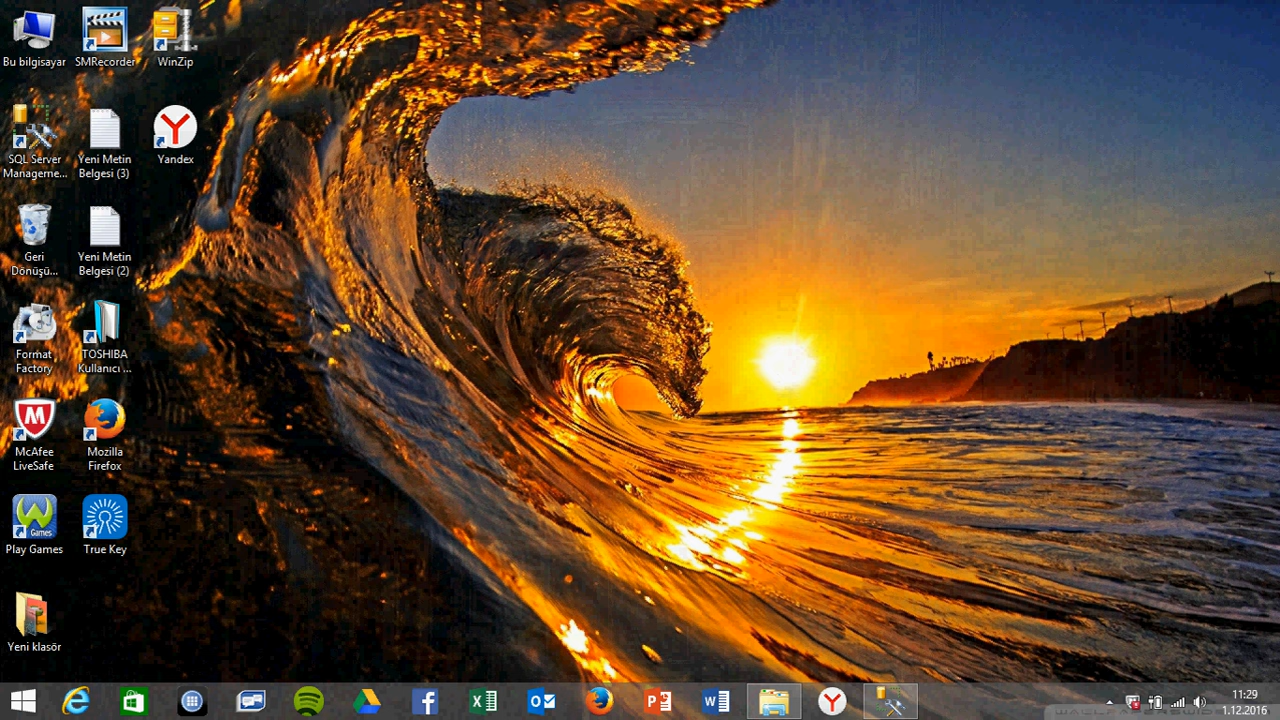 Bu bilgisayar
SMRecorder
WinZip
SQL Server
Manageme...
Yeni Metin
Belgesi (3)
Yandex
Geri
Dönüşü...
Yeni Metin
Belgesi (2)
Format
Factory
TOSHIBA
Kullanıcı ...
McAfee
LiveSafe
Mozilla
Firefox
Games
Play Games
True Key
Yeni klasör
11:29
1.12.2016